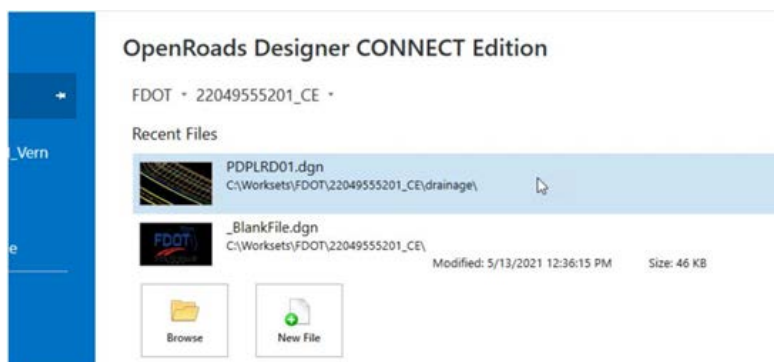 OpenRoads Designer CONNECT Edition
FDOT 22049555201_CE
_Vern
Recent Files
PDPLRD01.dgn
C:\Worksets\FDOT\22049555201_CE\drainage\
_BlankFile.dgn
e
C:\Worksets\FDOT\22049555201_CE\
Modified: 5/13/2021 12:36:15 PM Size: 46 KB
FDOT
Browse New File